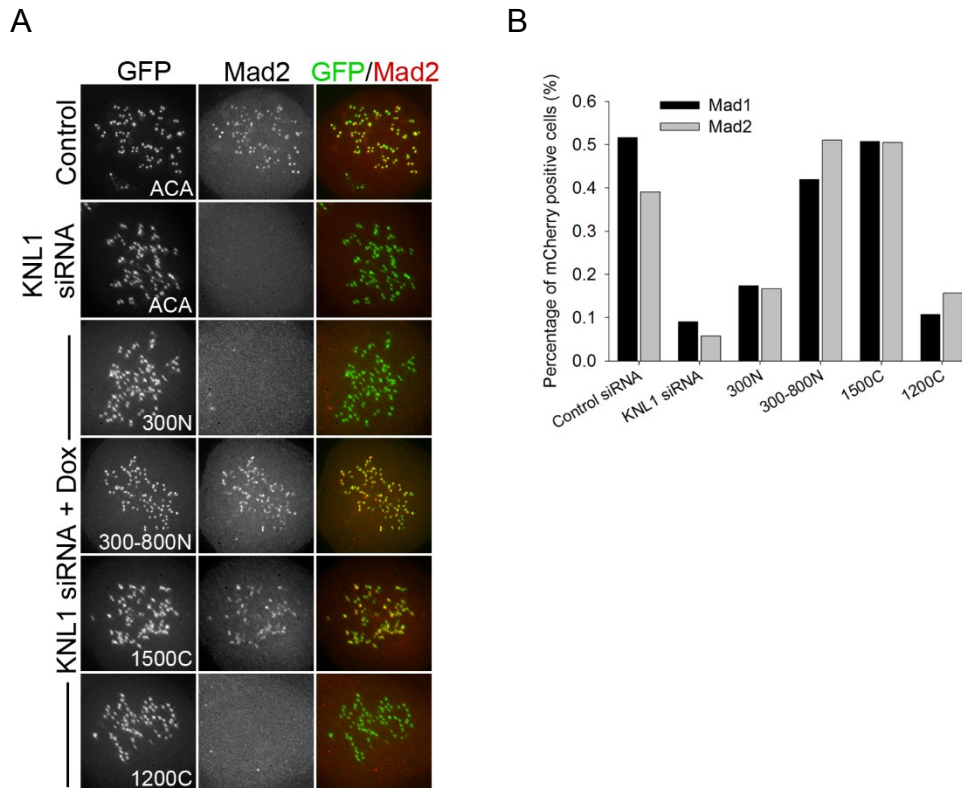 A
GFP
Mad2
GFP/Mad2
Control
ACA
KNL1
siRNA
ACA
KNL1 siRNA + Dox
300N
300-800N
1500C
1200C
B
Percentage of mCherry positive cells (%)
0.6
0.5
0.4
0.3
0.2
0.1
0.0
Mad1
Mad2
Control siRNA
KNL1 siRNA
300N
300-800N
1500C
1200C